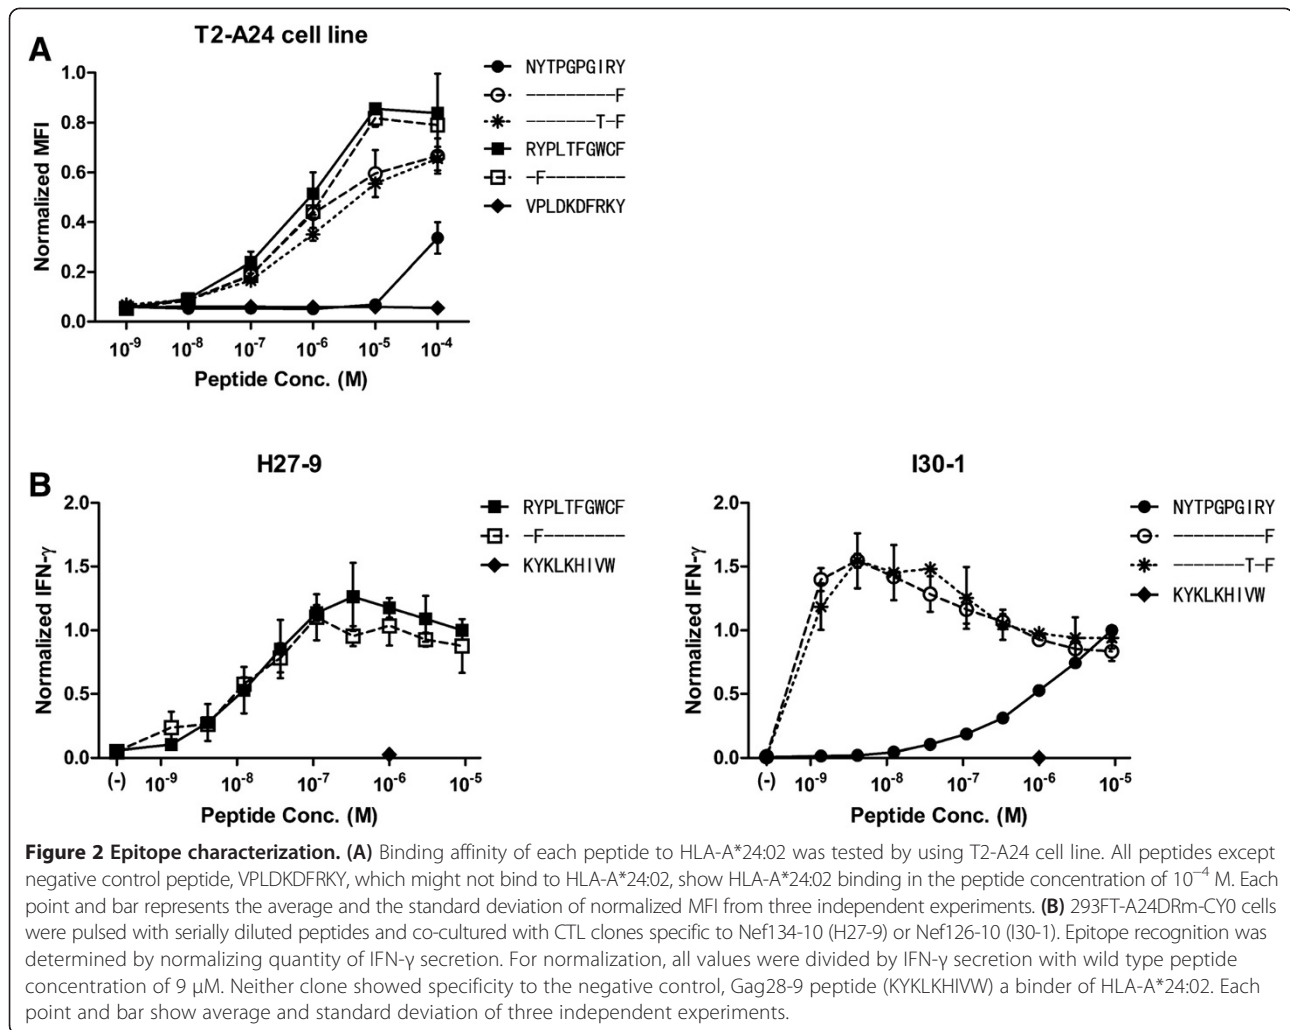 A
T2-A24 cell line
Normalized MFI
1.0
0.8
0.6
0.4
0.2
0.0
10-9
10-8
10-7
10-6
10-5
10-4
Peptide Conc. (M)
NYTPGPGIRY
---------F
-------T-F
RYPLTFGWCF
-F--------
VPLDKDFRKY
B
H27-9
Normalized IFN-γ
2.0
1.5
1.0
0.5
0.0
(-)
10-9
10-8
10-7
10-6
10-5
Peptide Conc. (M)
RYPLTFGWCF
-F--------
KYKLKHIVW
I30-1
Normalized IFN-γ
2.0
1.5
1.0
0.5
0.0
(-)
10-9
10-8
10-7
10-6
10-5
Peptide Conc. (M)
NYTPGPGIRY
---------F
-------T-F
KYKLKHIVW
Figure 2 Epitope characterization. (A) Binding affinity of each peptide to HLA-A*24:02 was tested by using T2-A24 cell line. All peptides except
negative control peptide, VPLDKDFRKY, which might not bind to HLA-A*24:02, show HLA-A*24:02 binding in the peptide concentration of 10−4 M. Each
point and bar represents the average and the standard deviation of normalized MFI from three independent experiments. (B) 293FT-A24DRm-CY0 cells
were pulsed with serially diluted peptides and co-cultured with CTL clones specific to Nef134-10 (H27-9) or Nef126-10 (I30-1). Epitope recognition was
determined by normalizing quantity of IFN-γ secretion. For normalization, all values were divided by IFN-γ secretion with wild type peptide
concentration of 9 μM. Neither clone showed specificity to the negative control, Gag28-9 peptide (KYKLKHIVW) a binder of HLA-A*24:02. Each
point and bar show average and standard deviation of three independent experiments.